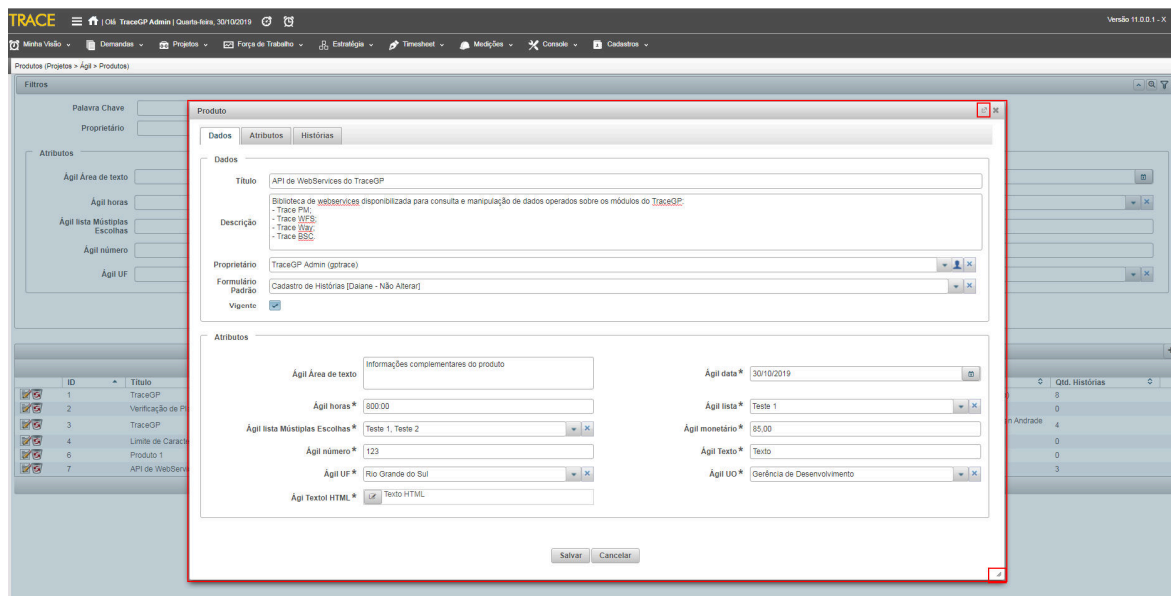 TRACE | Olá TraceGP Admin | Quarta-feira, 30/10/2019 Versão 11.0.0.1 - X
Minha Visão Demandas Projetos Força de Trabalho Estratégia Timesheet Medições Console Cadastros
Produtos (Projetos > Ágil > Produtos)
Filtros
Palavra Chave
Proprietário
Atributos
Ágil Área de texto
Ágil horas
Ágil lista Mústiplas
Escolhas
Ágil número
Ágil UF
Produto
Dados Atributos Histórias
Dados
Título API de WebServices do TraceGP
Descrição
Biblioteca de webservices disponibilizada para consulta e manipulação de dados operados sobre os módulos do TraceGP:
- Trace PM;
- Trace WFS;
- Trace Way;
- Trace BSC.
Proprietário TraceGP Admin (gptrace)
Formulário
Padrão
Cadastro de Histórias [Daiane - Não Alterar]
Vigente
Atributos
Ágil Área de texto Informações complementares do produto
Ágil data* 30/10/2019
Ágil horas* 800:00
Ágil lista* Teste 1
Ágil lista Mústiplas Escolhas* Teste 1, Teste 2
Ágil monetário* 85,00
Ágil número* 123
Ágil Texto* Texto
Ágil UF* Rio Grande do Sul
Ágil UO* Gerência de Desenvolvimento
Ági Textol HTML* Texto HTML
Salvar Cancelar
ID Título Qtd. Histórias
1 TraceGP 8
2 Verificação de 0
3 TraceGP n Andrade 4
4 Limite de Caracte 0
6 Produto 1 0
7 API de WebServi 3